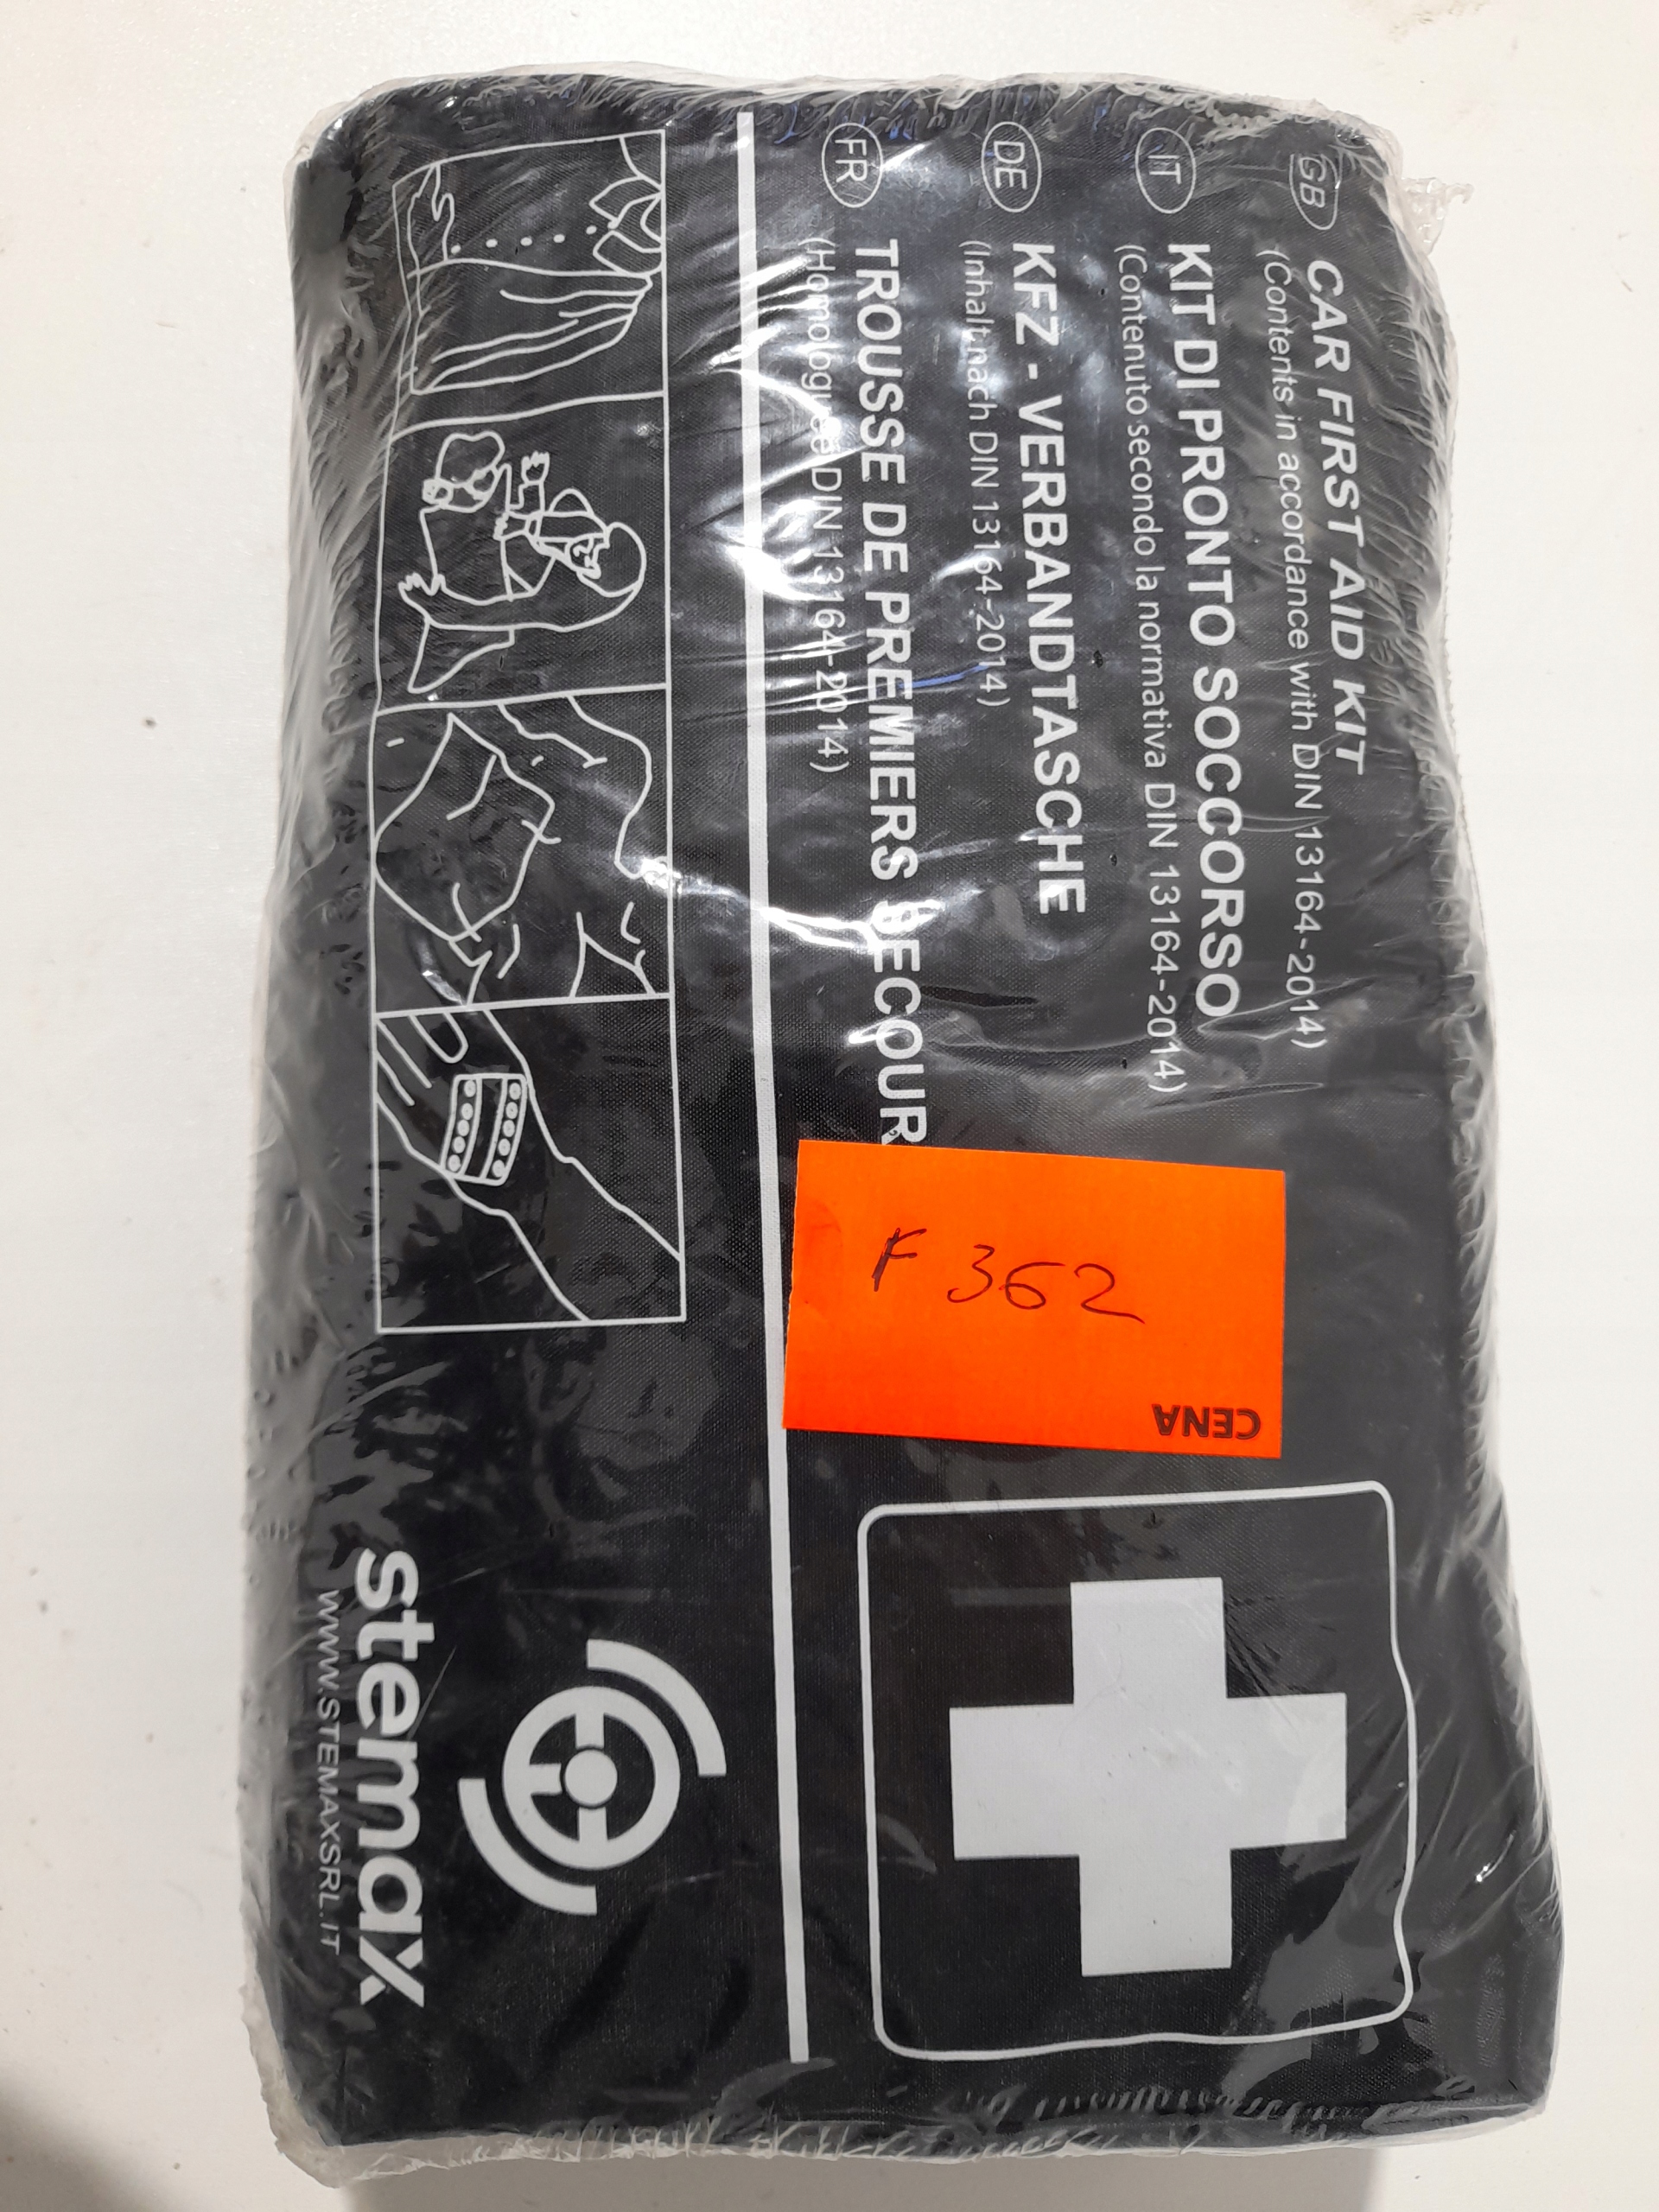 GB CAR FIRST AID KIT
(Contents in accordance with DIN 13164-2014)
IT KIT DI PRONTO SOCCORSO
(Contenuto secondo la normativa DIN 13164-2014)
DE KFZ - VERBANDTASCHE
(Inhalt nach DIN 13164-2014)
FR TROUSSE DE PREMIERS SECOUR
(Homologuée DIN 13164-2014)
F 362
CENA
stemax
WWW.STEMAXSRL.IT